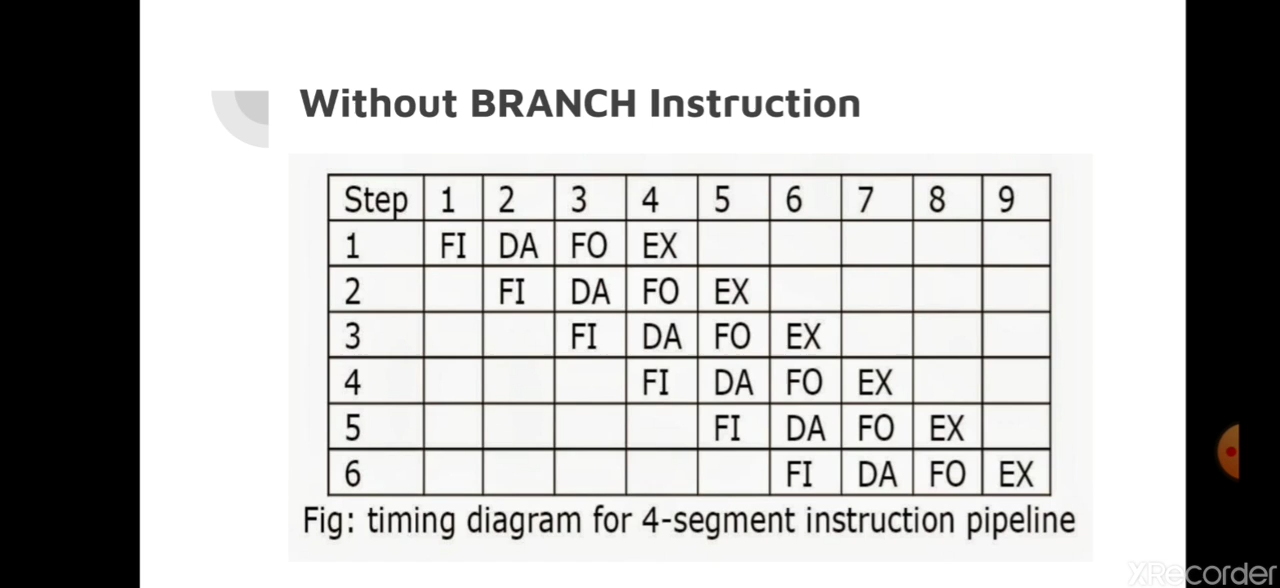 Without BRANCH Instruction
Step 1 2 3 4 5 6 7 8 9
1 FI DA FO EX
2 FI DA FO EX
3 FI DA FO EX
4 FI DA FO EX
5 FI DA FO EX
6 FI DA FO EX
Fig: timing diagram for 4-segment instruction pipeline
XRecorder